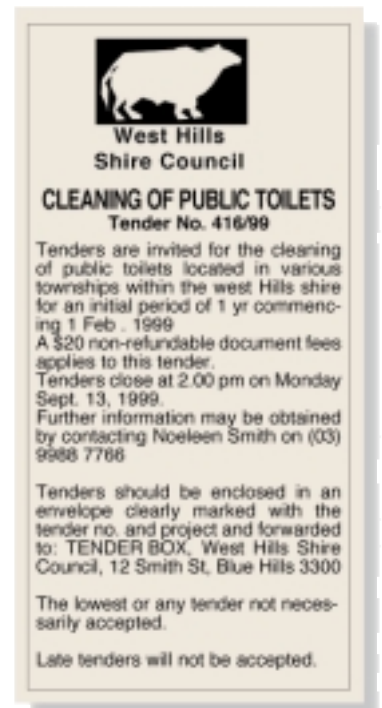 West Hills
Shire Council
CLEANING OF PUBLIC TOILETS
Tender No. 416/99
Tenders are invited for the cleaning
of public toilets located in various
townships within the west Hills shire
for an initial period of 1 yr commenc-
ing 1 Feb . 1999
A $20 non-refundable document fees
applies to this tender.
Tenders close at 2.00 pm on Monday
Sept. 13, 1999.
Further information may be obtained
by contacting Noeleen Smith on (03)
9988 7766
Tenders should be enclosed in an
envelope clearly marked with the
tender no. and project and forwarded
to: TENDER BOX, West Hills Shire
Council, 12 Smith St, Blue Hills 3300
The lowest or any tender not neces-
sarily accepted.
Late tenders will not be accepted.